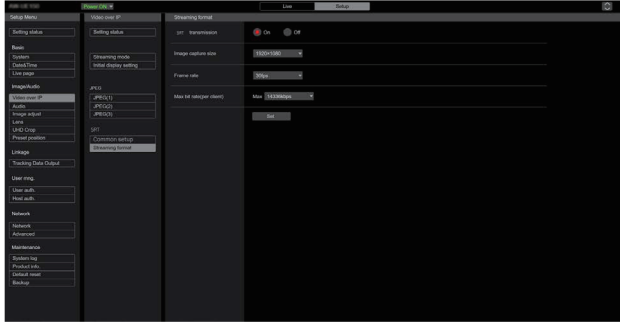 Power ON
Live
Setup
Setup Menu
Video over IP
Streaming format
Setting status
Setting status
SRT transmission
On
Off
Basic
System
Date&Time
Live page
Streaming mode
Initial display setting
Image capture size
1920×1080
Frame rate
30fps
Image/Audio
Video over IP
Audio
Image adjust
Lens
UHD Crop
Preset position
JPEG
JPEG(1)
JPEG(2)
JPEG(3)
Max bit rate(per client)
Max
14336kbps
Set
SRT
Common setup
Streaming format
Linkage
Tracking Data Output
User mng.
User auth.
Host auth.
Network
Network
Advanced
Maintenance
System log
Product info.
Default reset
Backup